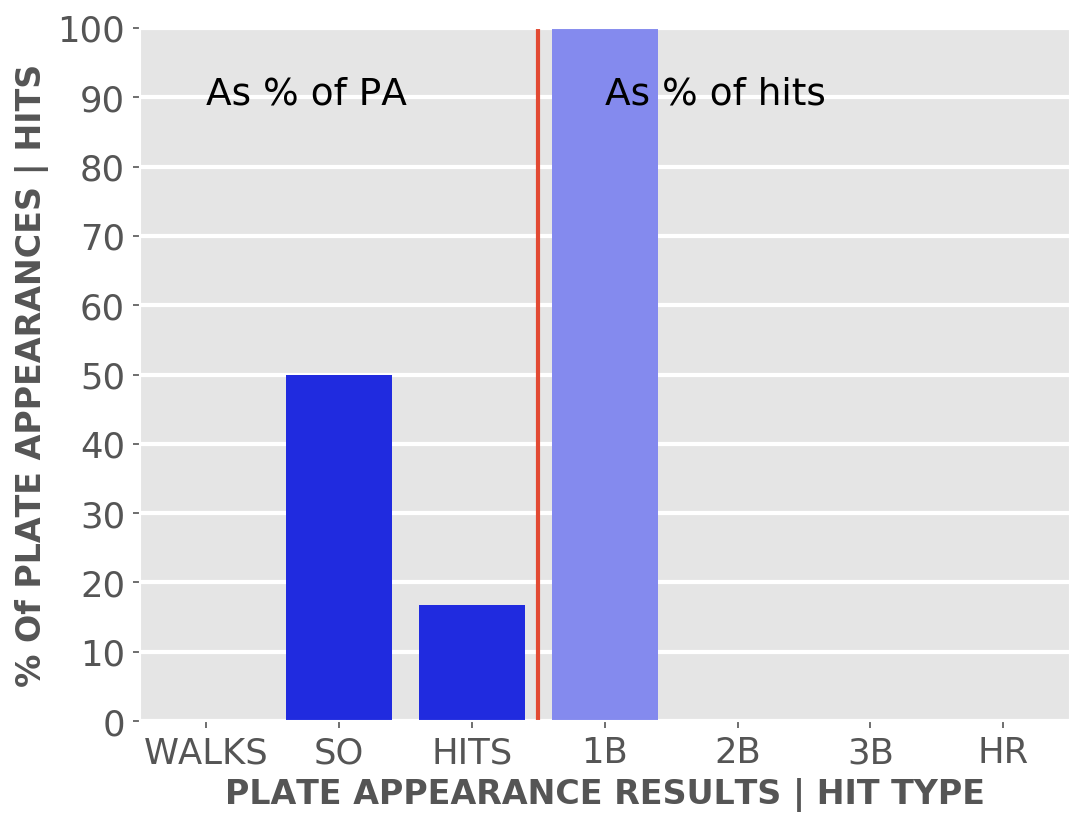 % Of PLATE APPEARANCES | HITS
100
90
80
70
60
50
40
30
20
10
0
As % of PA
As % of hits
WALKS SO HITS 1B 2B 3B HR
PLATE APPEARANCE RESULTS | HIT TYPE